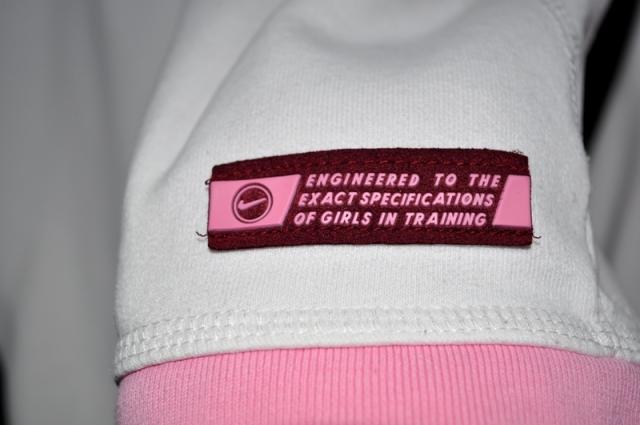 ENGINEERED TO THE
EXACT SPECIFICATIONS
OF GIRLS IN TRAINING